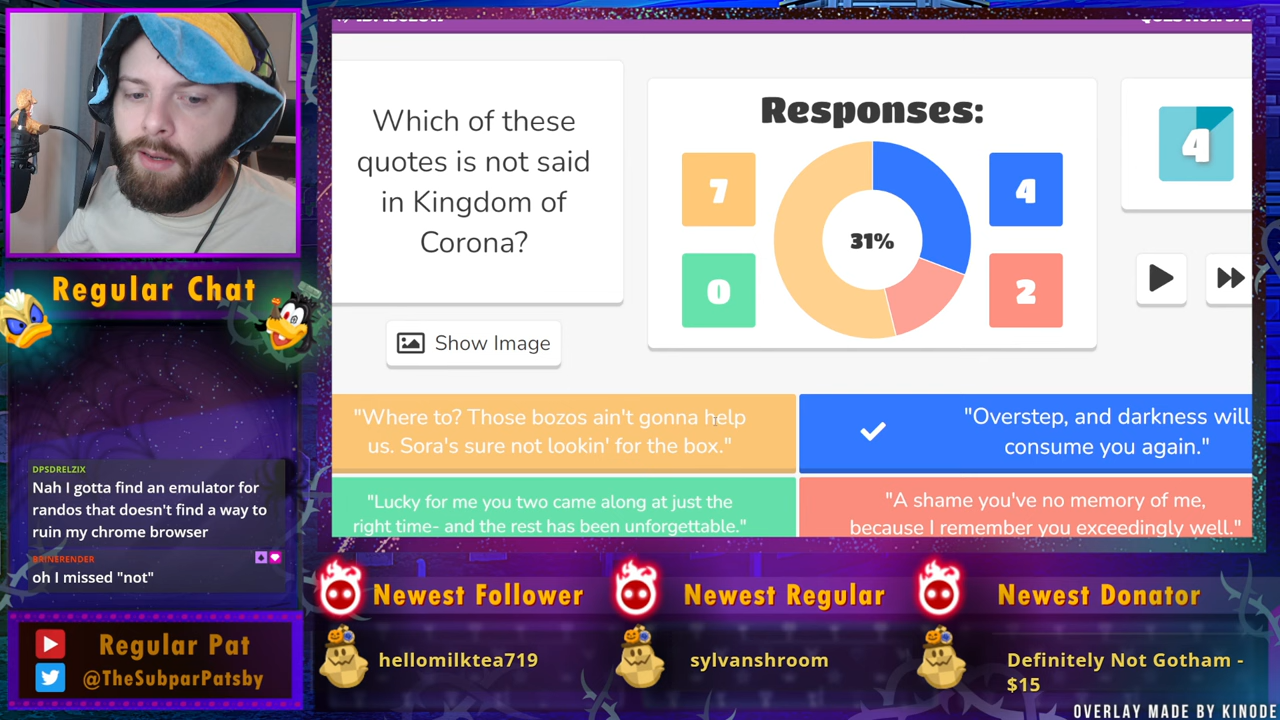 Which of these
quotes is not said
in Kingdom of
Corona?
Show Image
Responses:
7
4
31%
0
2
4
"Where to? Those bozos ain't gonna help
us. Sora's sure not lookin' for the box."
"Overstep, and darkness will
consume you again."
"Lucky for me you two came along at just the
right time- and the rest has been unforgettable."
"A shame you've no memory of me,
because I remember you exceedingly well."
Regular Chat
DPSDRELZIX
Nah I gotta find an emulator for
randos that doesn't find a way to
ruin my chrome browser
BRINERENDER
oh I missed "not"
Regular Pat
@TheSubparPatsby
Newest Follower
hellomilktea719
Newest Regular
sylvanshroom
Newest Donator
Definitely Not Gotham -
$15
OVERLAY MADE BY KINODE